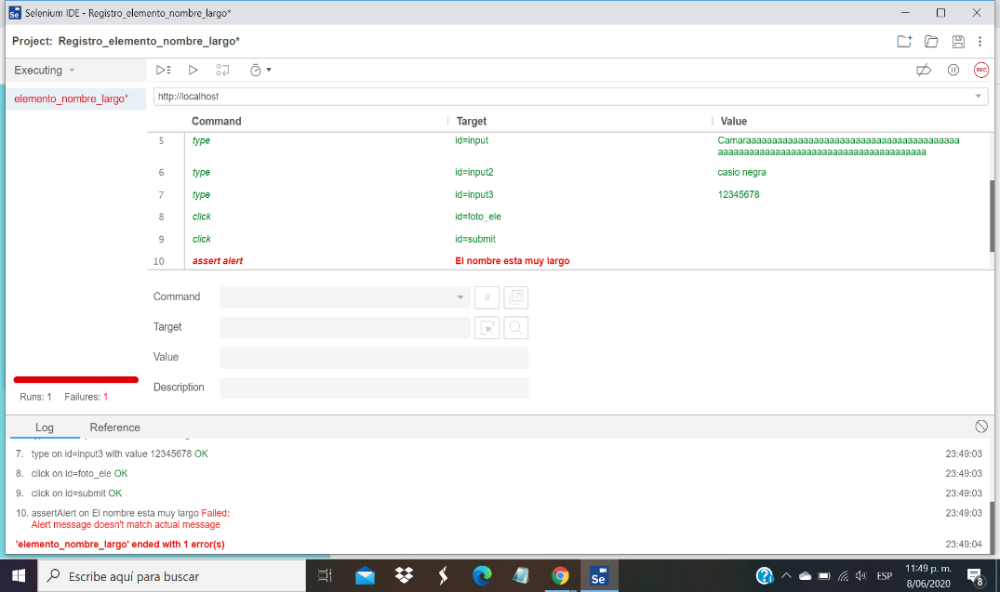 Selenium IDE - Registro_elemento_nombre_largo*
Project: Registro_elemento_nombre_largo*
Executing
elemento_nombre_largo*
REC
http://localhost
Command Target Value
5 type id=input Camaraaaaaaaaaaaaaaaaaaaaaaaaaaaaaaaaaaaaaaaaaa
aaaaaaaaaaaaaaaaaaaaaaaaaaaaaaaaaaaaaaaa
6 type id=input2 casio negra
7 type id=input3 12345678
8 click id=foto_ele
9 click id=submit
10 assert alert El nombre esta muy largo
Command //
Target
Value
Description
Runs: 1 Failures: 1
Log Reference
7. type on id=input3 with value 12345678 OK 23:49:03
8. click on id=foto_ele OK 23:49:03
9. click on id=submit OK 23:49:03
10. assertAlert on El nombre esta muy largo Failed: 23:49:03
Alert message doesn't match actual message
'elemento_nombre_largo' ended with 1 error(s) 23:49:04
Escribe aquí para buscar
Se
ESP
11:49 p. m.
8/06/2020
8